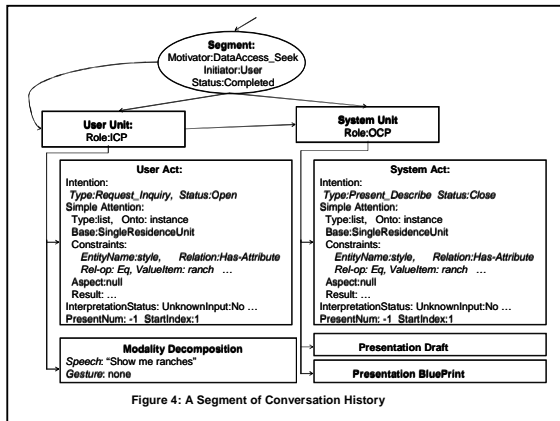 Segment:
Motivator:DataAccess_Seek
Initiator:User
Status:Completed
User Unit:
Role:ICP
System Unit
Role:OCP
User Act:
Intention:
Type:Request_Inquiry, Status:Open
Simple Attention:
Type:list, Onto: instance
Base:SingleResidenceUnit
Constraints:
EntityName:style, Relation:Has-Attribute
Rel-op: Eq, ValueItem: ranch ...
Aspect:null
Result: ...
InterpretationStatus: UnknownInput:No ...
PresentNum: -1 StartIndex:1
System Act:
Intention:
Type:Present_Describe Status:Close
Simple Attention:
Type:list, Onto: instance
Base:SingleResidenceUnit
Constraints:
EntityName:style, Relation:Has-Attribute
Rel-op: Eq, ValueItem: ranch ...
Aspect:null
Result: ...
InterpretationStatus: UnknownInput:No ...
PresentNum: -1 StartIndex:1
Modality Decomposition
Speech: "Show me ranches"
Gesture: none
Presentation Draft
Presentation BluePrint
Figure 4: A Segment of Conversation History